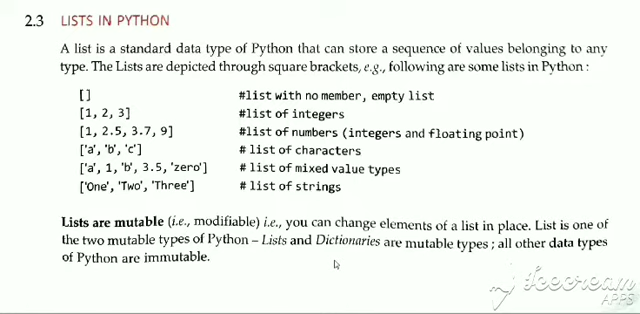 2.3 LISTS IN PYTHON
A list is a standard data type of Python that can store a sequence of values belonging to any
type. The Lists are depicted through square brackets, e.g., following are some lists in Python :
[] #list with no member, empty list
[1, 2, 3] #list of integers
[1, 2.5, 3.7, 9] #list of numbers (integers and floating point)
['a', 'b', 'c'] # list of characters
['a', 1, 'b', 3.5, 'zero'] # list of mixed value types
['One', 'Two', 'Three'] # list of strings
Lists are mutable (i.e., modifiable) i.e., you can change elements of a list in place. List is one of
the two mutable types of Python – Lists and Dictionaries are mutable types ; all other data types
of Python are immutable.
Icecream
APPS